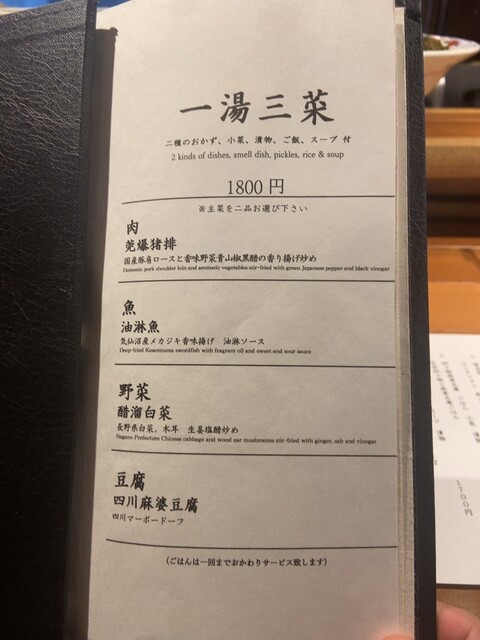 一湯三菜
二種のおかず、小菜、漬物、ご飯、スープ 付
2 kinds of dishes, smell dish, pickles, rice & soup
1800 円
※主菜を二品お選び下さい
肉
莞爆猪排
国産豚肩ロースと香味野菜青山椒黒醋の香り揚げ炒め
Domestic pork shoulder loin and aromatic vegetables stir-fried with green Japanese pepper and black vinegar
魚
油淋魚
気仙沼産メカジキ香味揚げ 油淋ソース
Deep-fried Kesennuma swordfish with fragrant oil and sweet and sour sauce
野菜
醋溜白菜
長野県白菜、木耳 生姜塩醋炒め
Nagano Prefecture Chinese cabbage and wood ear mushrooms stir-fried with ginger, salt and vinegar
豆腐
四川麻婆豆腐
四川マーボードーフ
(ごはんは一回までおかわりサービス致します)
1700円